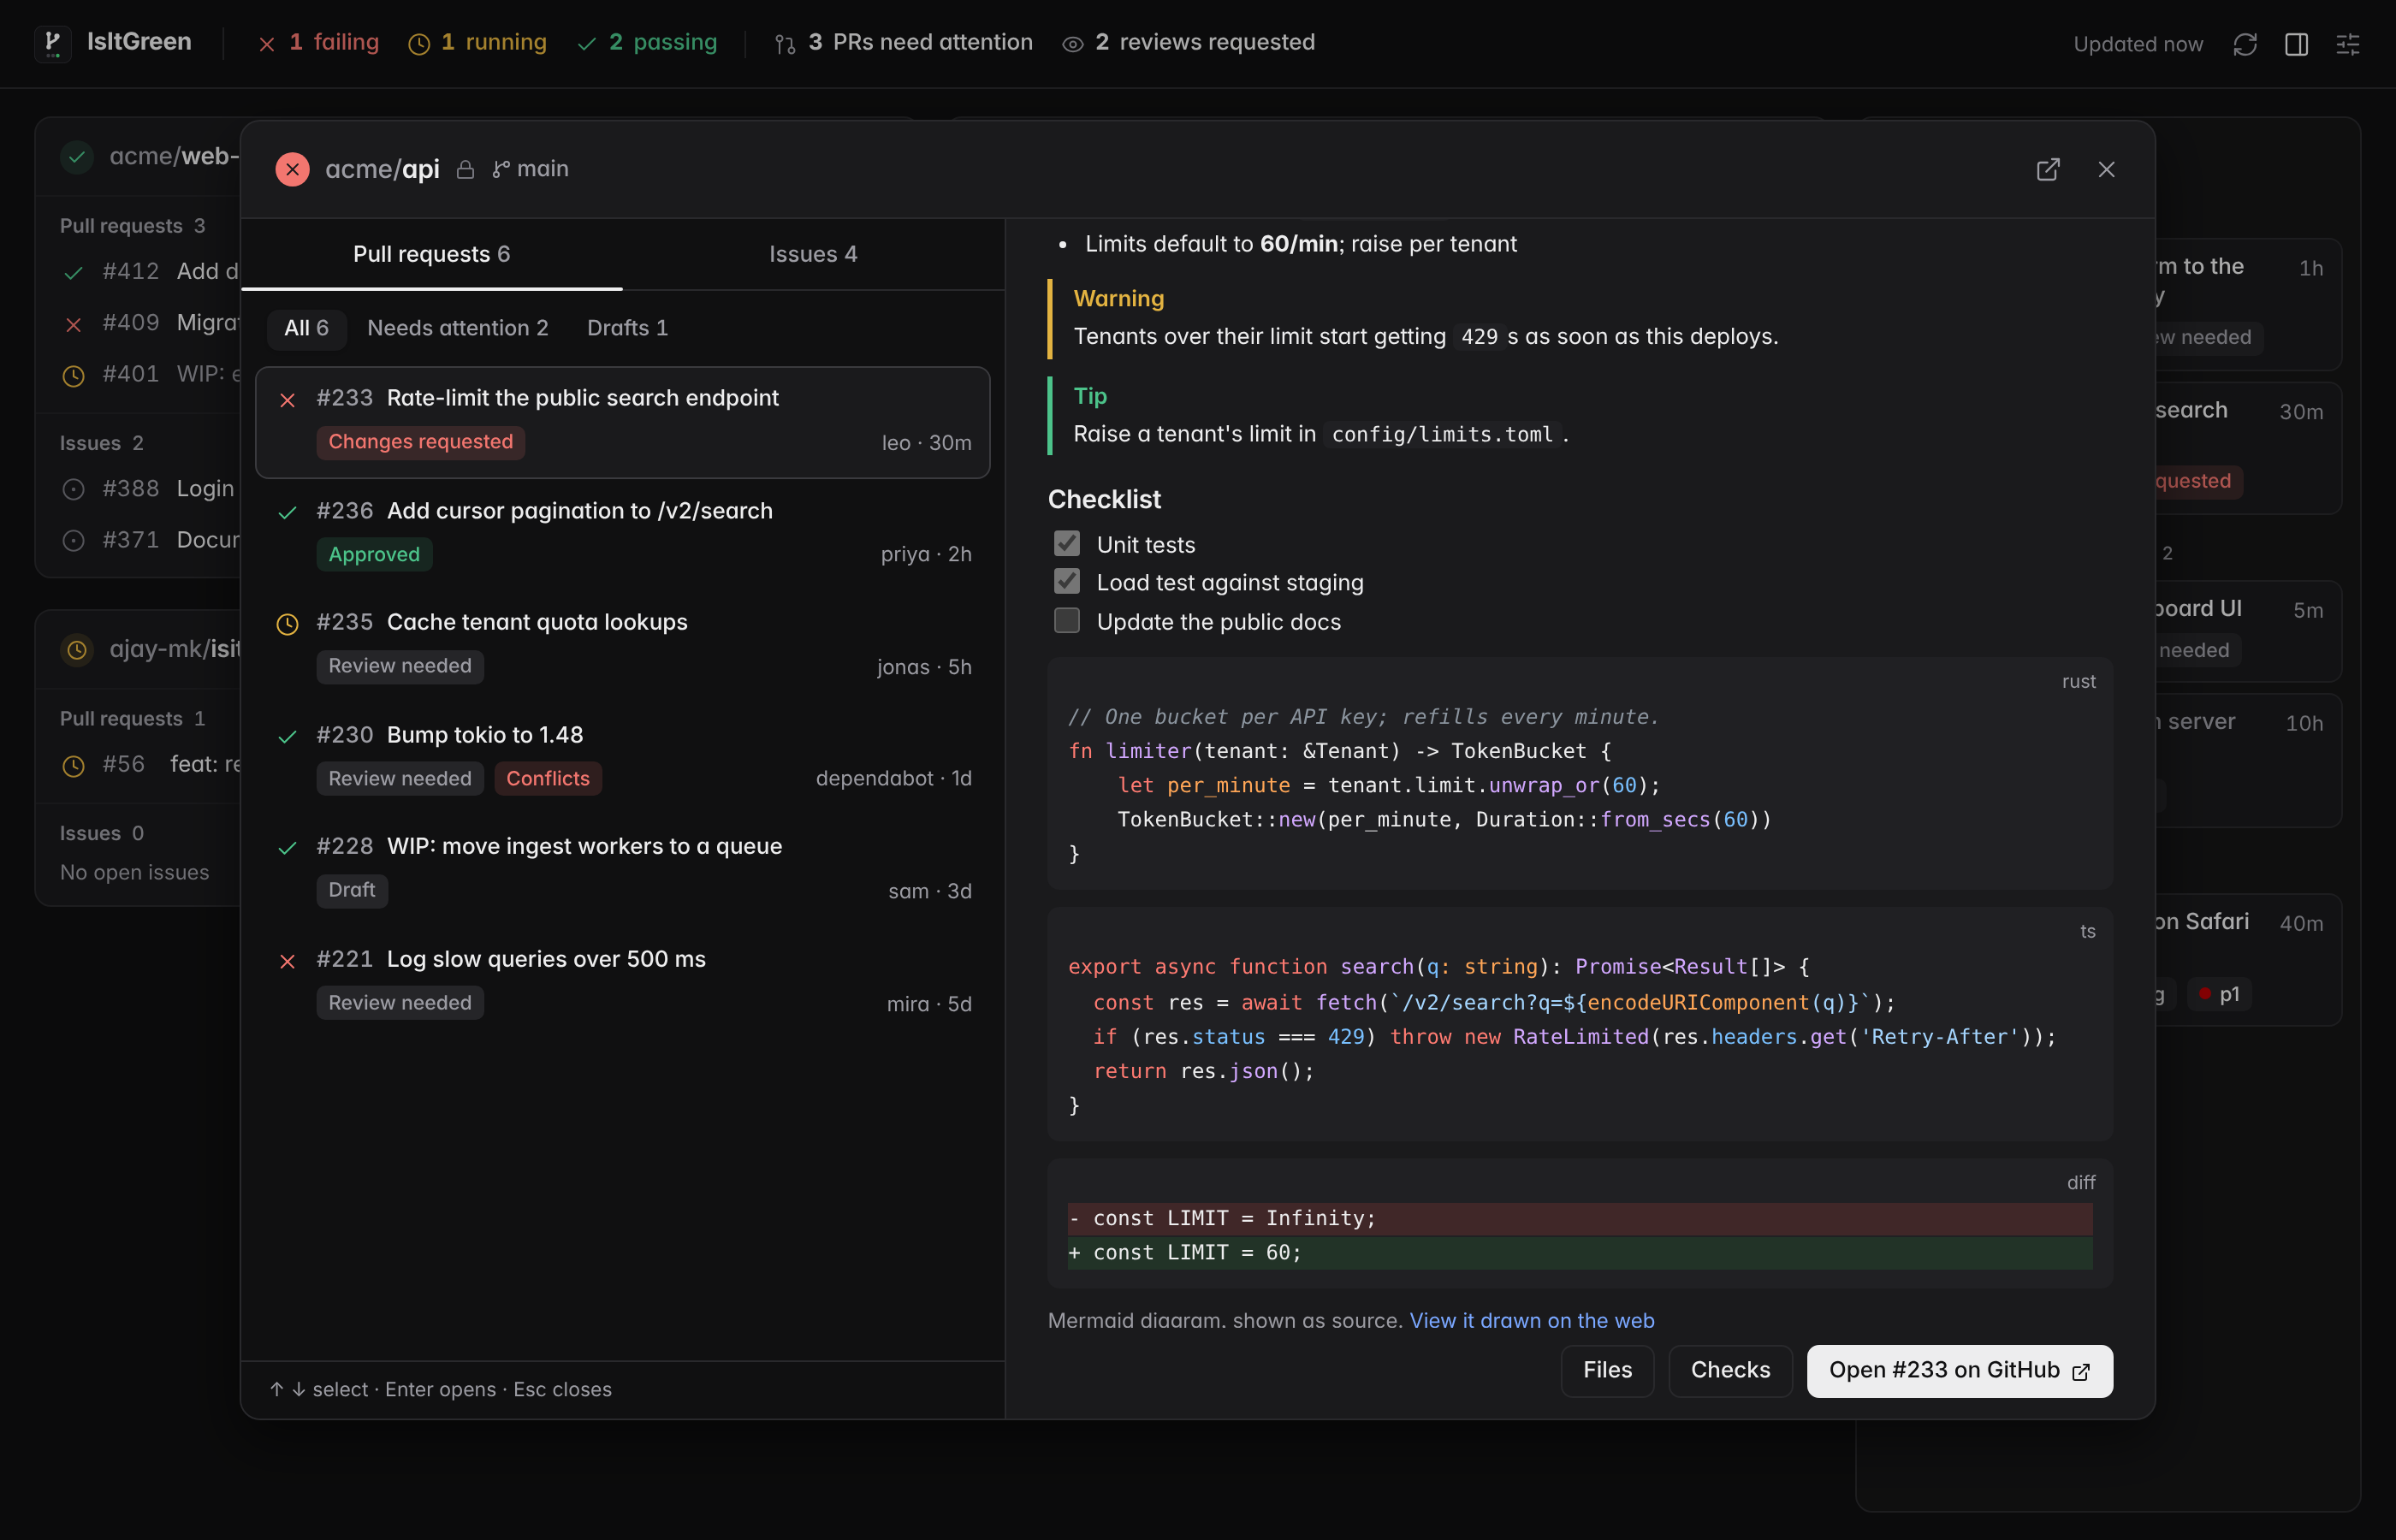 IsItGreen
1 failing
1 running
2 passing
3 PRs need attention
2 reviews requested
Updated now
acme/web-
Pull requests 3
#412 Add d
#409 Migrat
#401 WIP: e
Issues 2
#388 Login
#371 Docur
ajay-mk/isit
Pull requests 1
#56 feat: re
Issues 0
No open issues
acme/api
main
Pull requests 6
Issues 4
All 6
Needs attention 2
Drafts 1
#233 Rate-limit the public search endpoint
Changes requested
leo · 30m
#236 Add cursor pagination to /v2/search
Approved
priya · 2h
#235 Cache tenant quota lookups
Review needed
jonas · 5h
#230 Bump tokio to 1.48
Review needed
Conflicts
dependabot · 1d
#228 WIP: move ingest workers to a queue
Draft
sam · 3d
#221 Log slow queries over 500 ms
Review needed
mira · 5d
↑ ↓ select · Enter opens · Esc closes
• Limits default to 60/min; raise per tenant
Warning
Tenants over their limit start getting 429 s as soon as this deploys.
Tip
Raise a tenant's limit in config/limits.toml .
Checklist
Unit tests
Load test against staging
Update the public docs
rust
// One bucket per API key; refills every minute.
fn limiter(tenant: &Tenant) -> TokenBucket {
let per_minute = tenant.limit.unwrap_or(60);
TokenBucket::new(per_minute, Duration::from_secs(60))
}
ts
export async function search(q: string): Promise<Result[]> {
const res = await fetch(`/v2/search?q=${encodeURIComponent(q)}`);
if (res.status === 429) throw new RateLimited(res.headers.get('Retry-After'));
return res.json();
}
diff
- const LIMIT = Infinity;
+ const LIMIT = 60;
Mermaid diagram, shown as source. View it drawn on the web
Files
Checks
Open #233 on GitHub
rm to the
y
1h
ew needed
search
30m
quested
2
board UI
5m
needed
n server
10h
on Safari
40m
g
p1